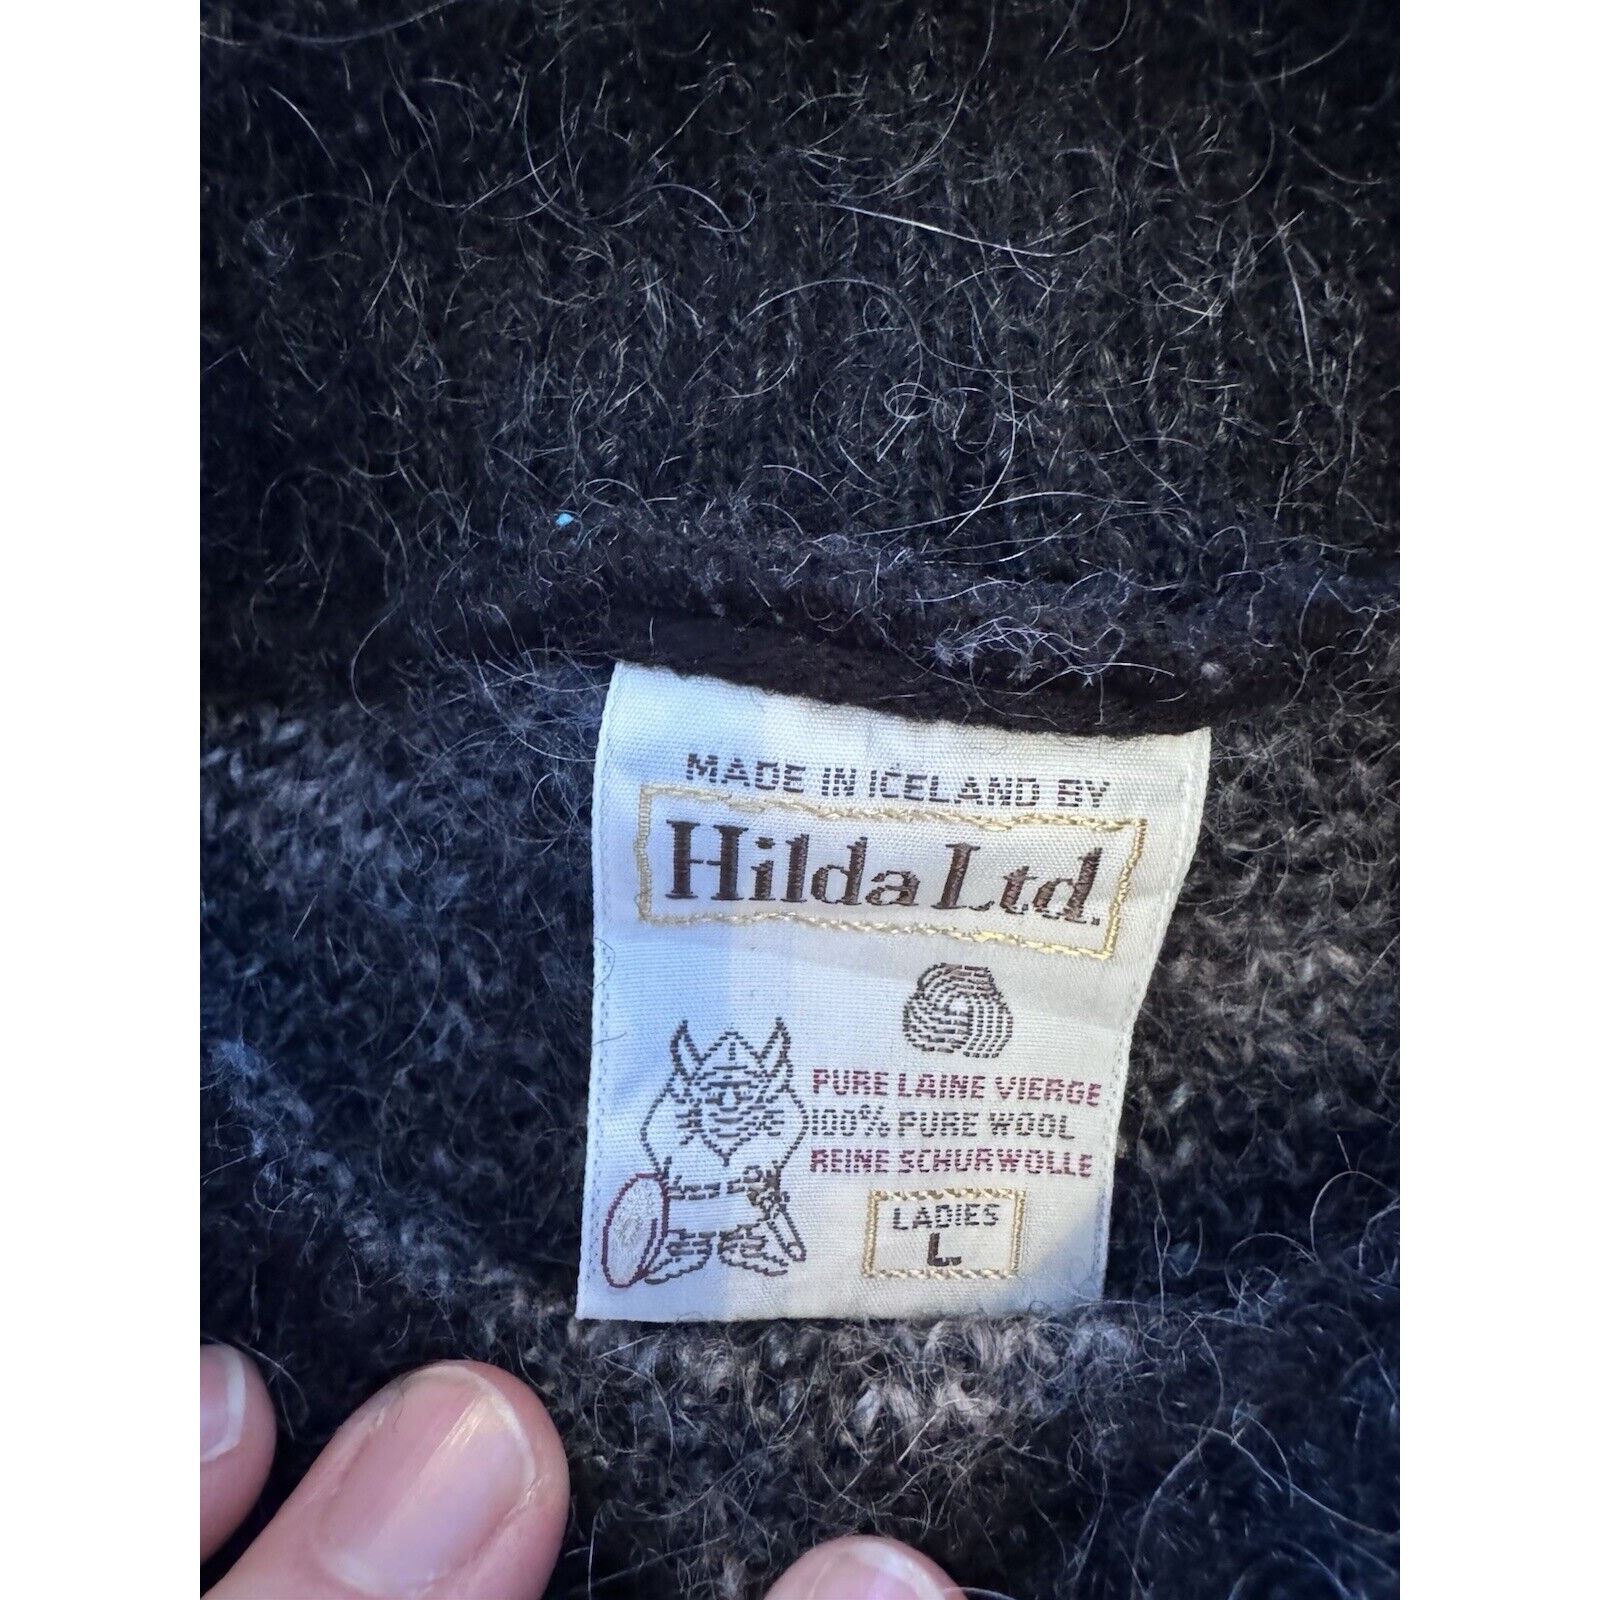 MADE IN ICELAND BY
Hilda Ltd.
PURE LAINE VIERGE
100% PURE WOOL
REINE SCHURWOLLE
LADIES
L